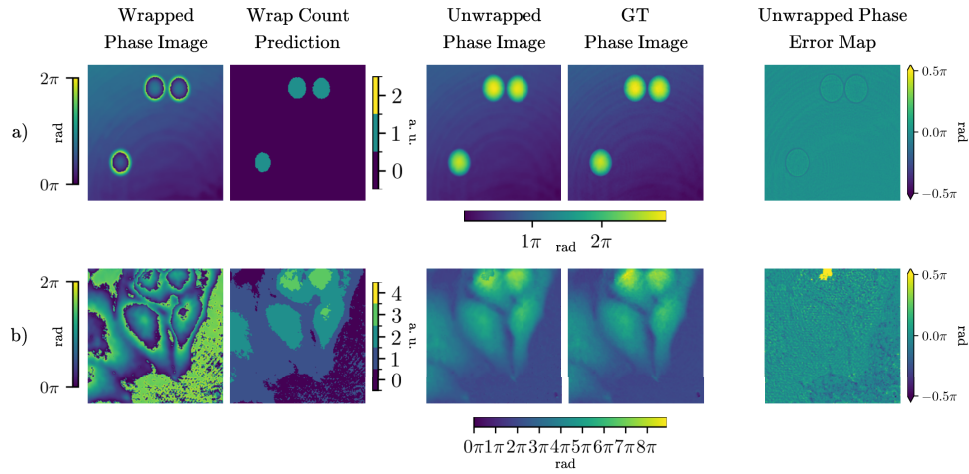 Wrapped
Phase Image
Wrap Count
Prediction
Unwrapped
Phase Image
GT
Phase Image
Unwrapped Phase
Error Map
a)
2π
rad
0π
2
1
0
a. u.
1π
2π
rad
0.5π
0.0π
−0.5π
rad
b)
2π
rad
0π
4
3
2
1
0
a. u.
0π1π2π3π4π5π6π7π8π
rad
0.5π
0.0π
−0.5π
rad